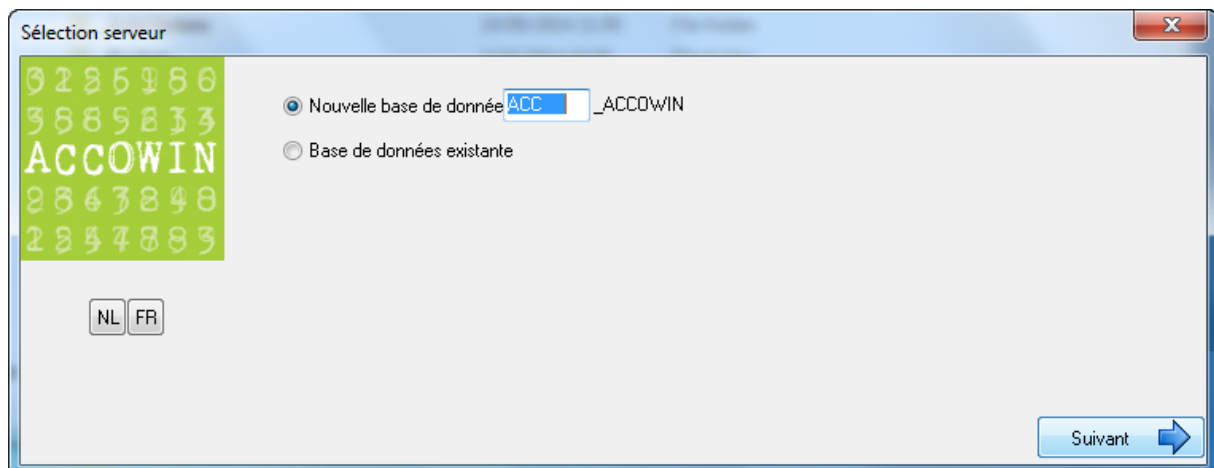 Sélection serveur
ACCOWIN
Nouvelle base de donnée ACC _ACCOWIN
Base de données existante
NL FR
Suivant